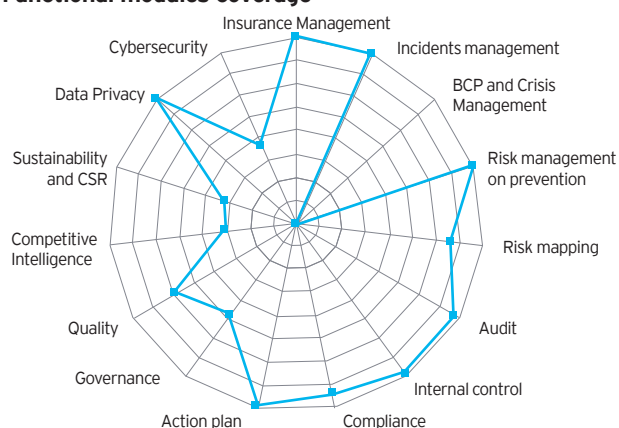 Functional modules coverage
Insurance Management
Cybersecurity
Incidents management
Data Privacy
BCP and Crisis
Management
Sustainability
and CSR
Risk management
on prevention
Competitive
Intelligence
Risk mapping
Quality
Audit
Governance
Internal control
Action plan
Compliance